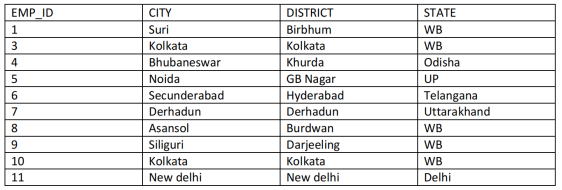 EMP_ID CITY DISTRICT STATE
1 Suri Birbhum WB
3 Kolkata Kolkata WB
4 Bhubaneswar Khurda Odisha
5 Noida GB Nagar UP
6 Secunderabad Hyderabad Telangana
7 Derhadun Derhadun Uttarakhand
8 Asansol Burdwan WB
9 Siliguri Darjeeling WB
10 Kolkata Kolkata WB
11 New delhi New delhi Delhi